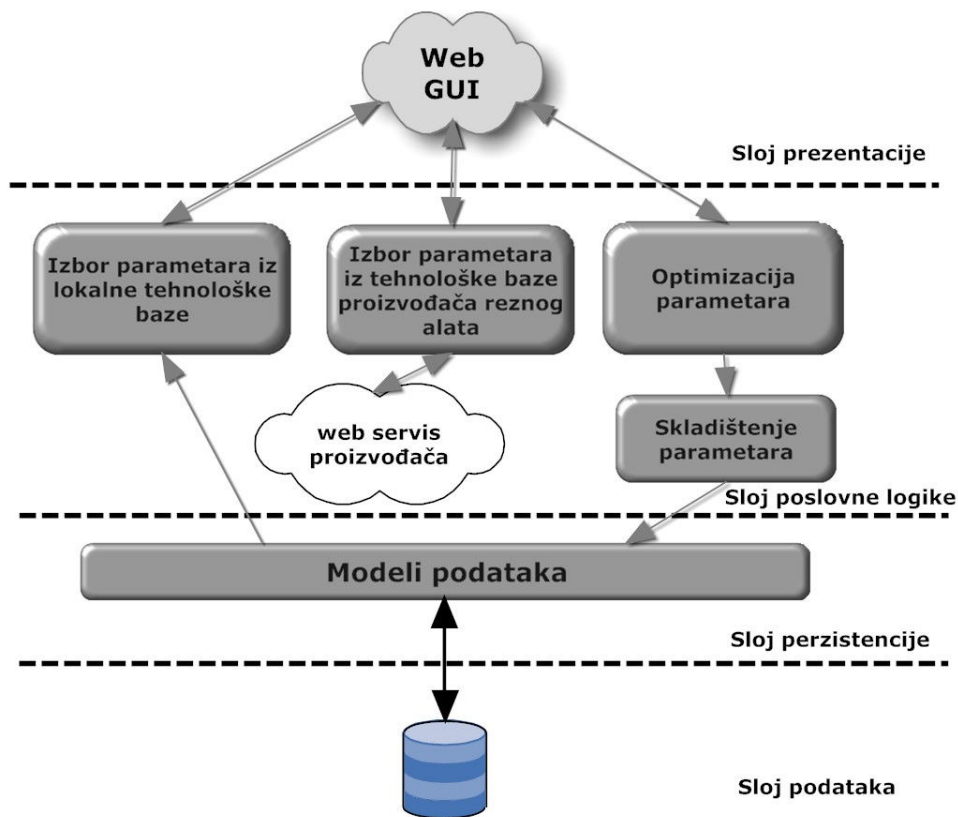 Web
GUI
Sloj prezentacije
Izbor parametara iz
lokalne tehnološke
baze
Izbor parametara
iz tehnološke baze
proizvođača reznog
alata
Optimizacija
parametara
web servis
proizvođača
Skladištenje
parametara
Sloj poslovne logike
Modeli podataka
Sloj perzistencije
Sloj podataka